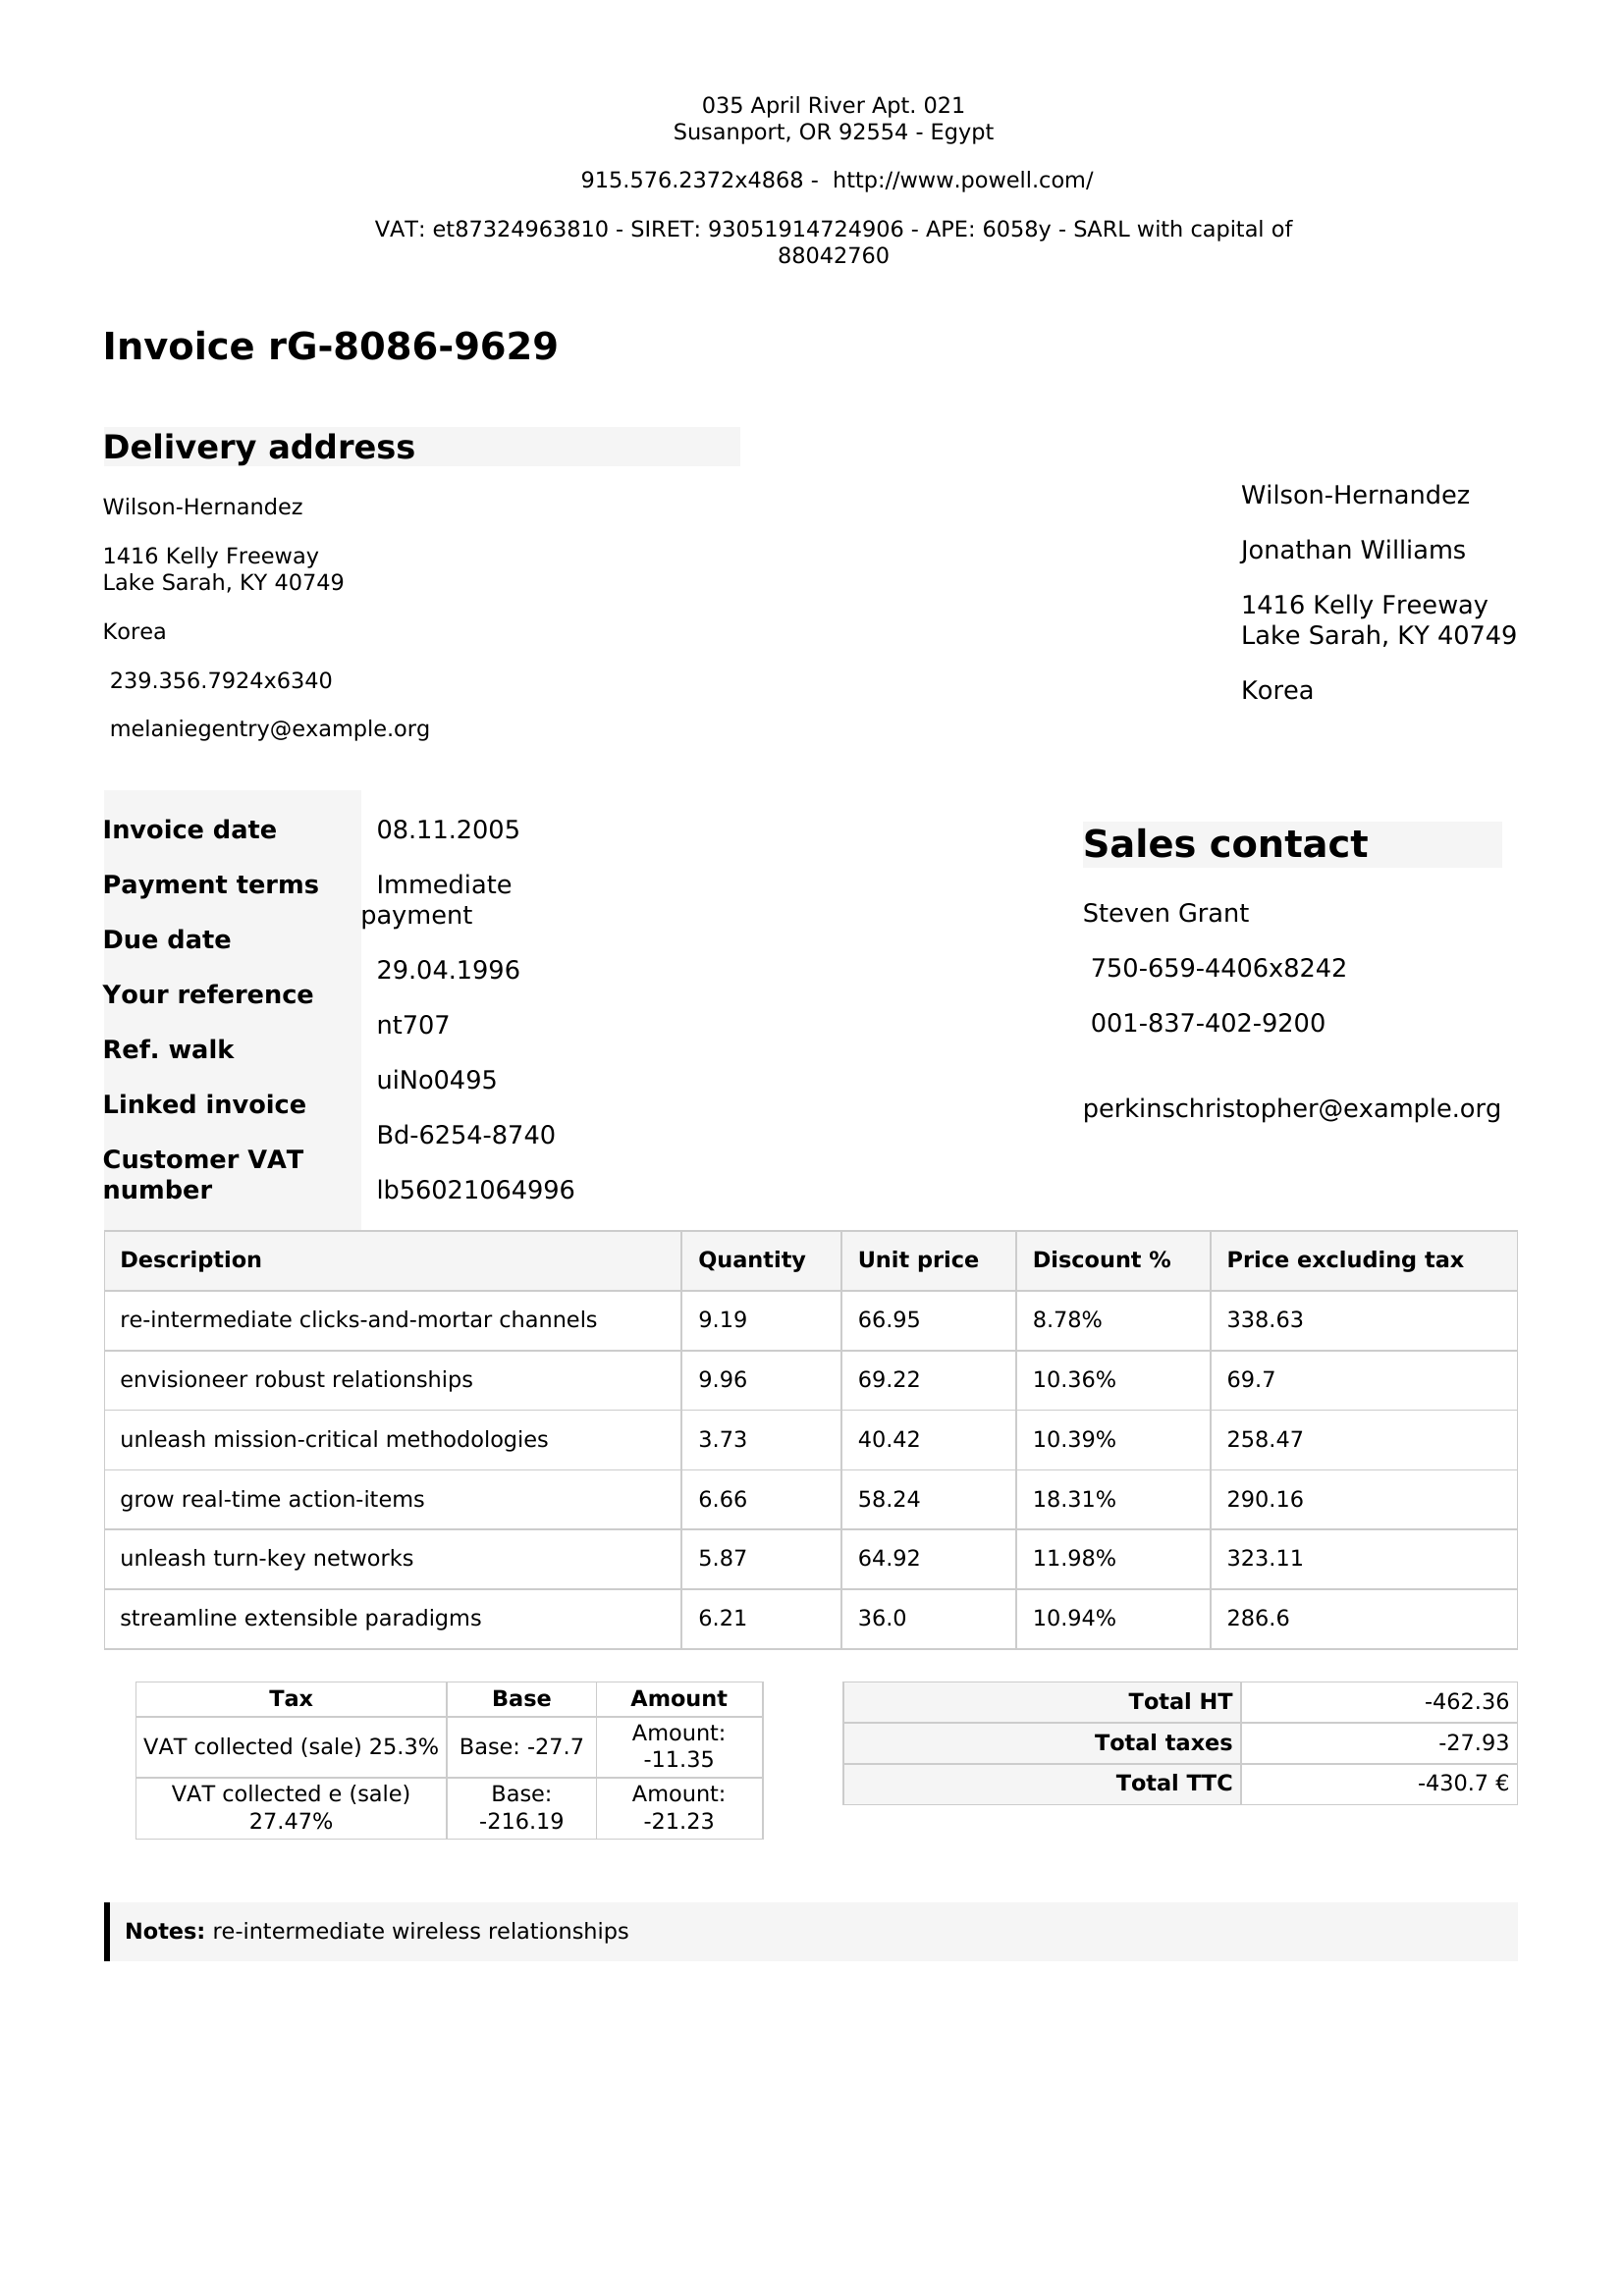 035 April River Apt. 021
Susanport, OR 92554 - Egypt
915.576.2372x4868 -  http://www.powell.com/
VAT: et87324963810 - SIRET: 93051914724906 - APE: 6058y - SARL with capital of
88042760
Invoice rG-8086-9629
Delivery address
Wilson-Hernandez
1416 Kelly Freeway
Lake Sarah, KY 40749
Korea
239.356.7924x6340
melaniegentry@example.org
Wilson-Hernandez
Jonathan Williams
1416 Kelly Freeway
Lake Sarah, KY 40749
Korea
Invoice date
Payment terms
Due date
Your reference
Ref. walk
Linked invoice
Customer VAT
number
08.11.2005
Immediate
payment
29.04.1996
nt707
uiNo0495
Bd-6254-8740
lb56021064996
Sales contact
Steven Grant
750-659-4406x8242
001-837-402-9200
perkinschristopher@example.org
Description Quantity Unit price Discount % Price excluding tax
re-intermediate clicks-and-mortar channels 9.19 66.95 8.78% 338.63
envisioneer robust relationships 9.96 69.22 10.36% 69.7
unleash mission-critical methodologies 3.73 40.42 10.39% 258.47
grow real-time action-items 6.66 58.24 18.31% 290.16
unleash turn-key networks 5.87 64.92 11.98% 323.11
streamline extensible paradigms 6.21 36.0 10.94% 286.6
Tax Base Amount
VAT collected (sale) 25.3% Base: -27.7 Amount:
-11.35
VAT collected e (sale) Base: Amount:
27.47% -216.19 -21.23
Total HT -462.36
Total taxes -27.93
Total TTC -430.7 €
Notes: re-intermediate wireless relationships